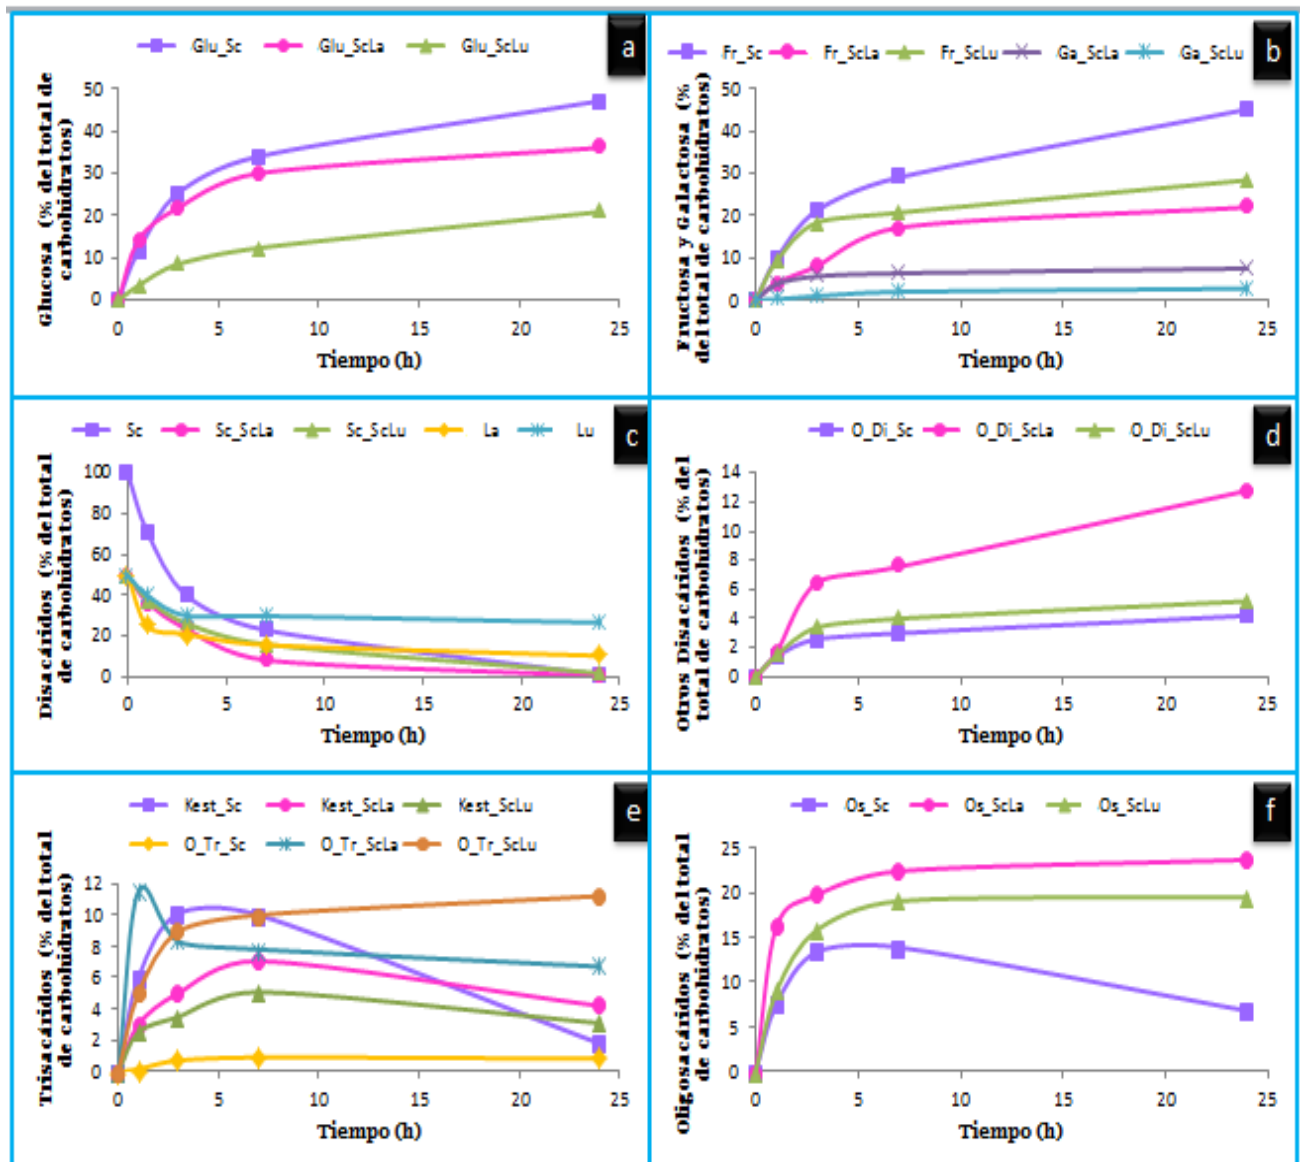 Glu_Sc Glu_ScLa Glu_ScLu
a
Glucosa (% del total de
carbohidratos)
50
40
30
20
10
0
0 5 10 15 20 25
Tiempo (h)
Fr_Sc Fr_ScLa Fr_ScLu Ga_ScLa Ga_ScLu
b
Fructosa y Galactosa (%
del total de carbohidratos)
50
40
30
20
10
0
0 5 10 15 20 25
Tiempo (h)
Sc Sc_ScLa Sc_ScLu La Lu
c
Disacáridos (% del total
de carbohidratos)
100
80
60
40
20
0
0 5 10 15 20 25
Tiempo (h)
O_Di_Sc O_Di_ScLa O_Di_ScLu
d
Otros Disacáridos (% del
total de carbohidratos)
14
12
10
8
6
4
2
0
0 5 10 15 20 25
Tiempo (h)
Kest_Sc Kest_ScLa Kest_ScLu
O_Tr_Sc O_Tr_ScLa O_Tr_ScLu
e
Trisacáridos (% del total
de carbohidratos)
12
10
8
6
4
2
0
0 5 10 15 20 25
Tiempo (h)
Os_Sc Os_ScLa Os_ScLu
f
Oligosacáridos (% del total
de carbohidratos)
25
20
15
10
5
0
0 5 10 15 20 25
Tiempo (h)